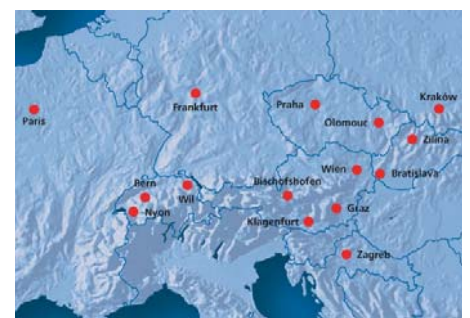 Kraków
Praha
Frankfurt
Paris
Olomouc
Žilina
Wien
Bratislava
Bischofshofen
Bern
Wil
Nyon
Graz
Klagenfurt
Zagreb